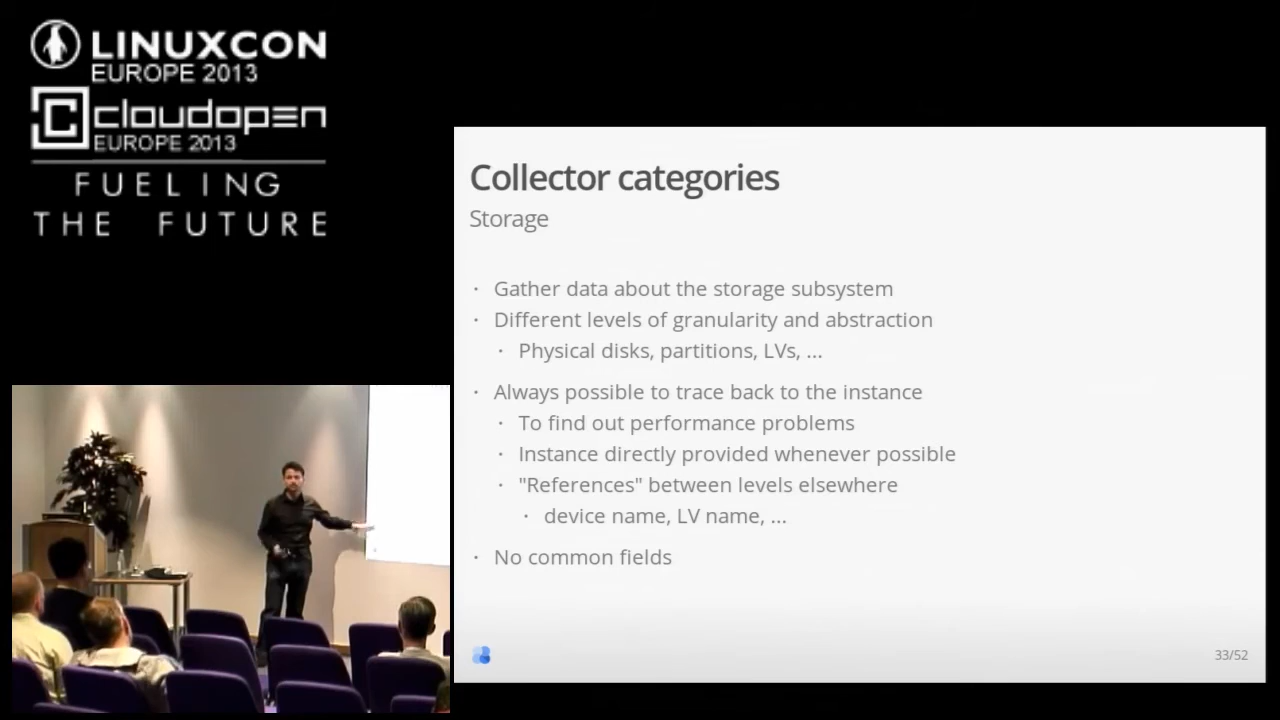 LINUXCON
EUROPE 2013
cloudopen
EUROPE 2013
FUELING
THE FUTURE
Collector categories
Storage
· Gather data about the storage subsystem
· Different levels of granularity and abstraction
· Physical disks, partitions, LVs, ...
· Always possible to trace back to the instance
· To find out performance problems
· Instance directly provided whenever possible
· "References" between levels elsewhere
· device name, LV name, ...
· No common fields
33/52